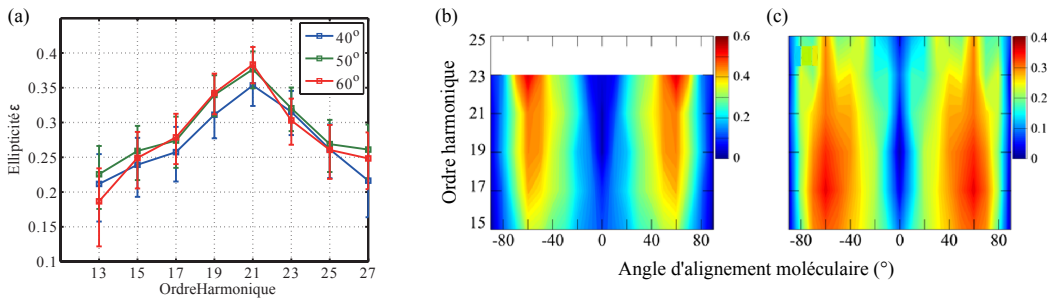 (a)
Ellipticité ε
0.4
0.35
0.3
0.25
0.2
0.15
0.1
13 15 17 19 21 23 25 27
OrdreHarmonique
40°
50°
60°
(b)
Ordre harmonique
25
23
21
19
17
15
-80 -40 0 40 80
0.6
0.4
0.2
0
(c)
-80 -40 0 40 80
0.4
0.3
0.2
0.1
0
Angle d'alignement moléculaire (°)